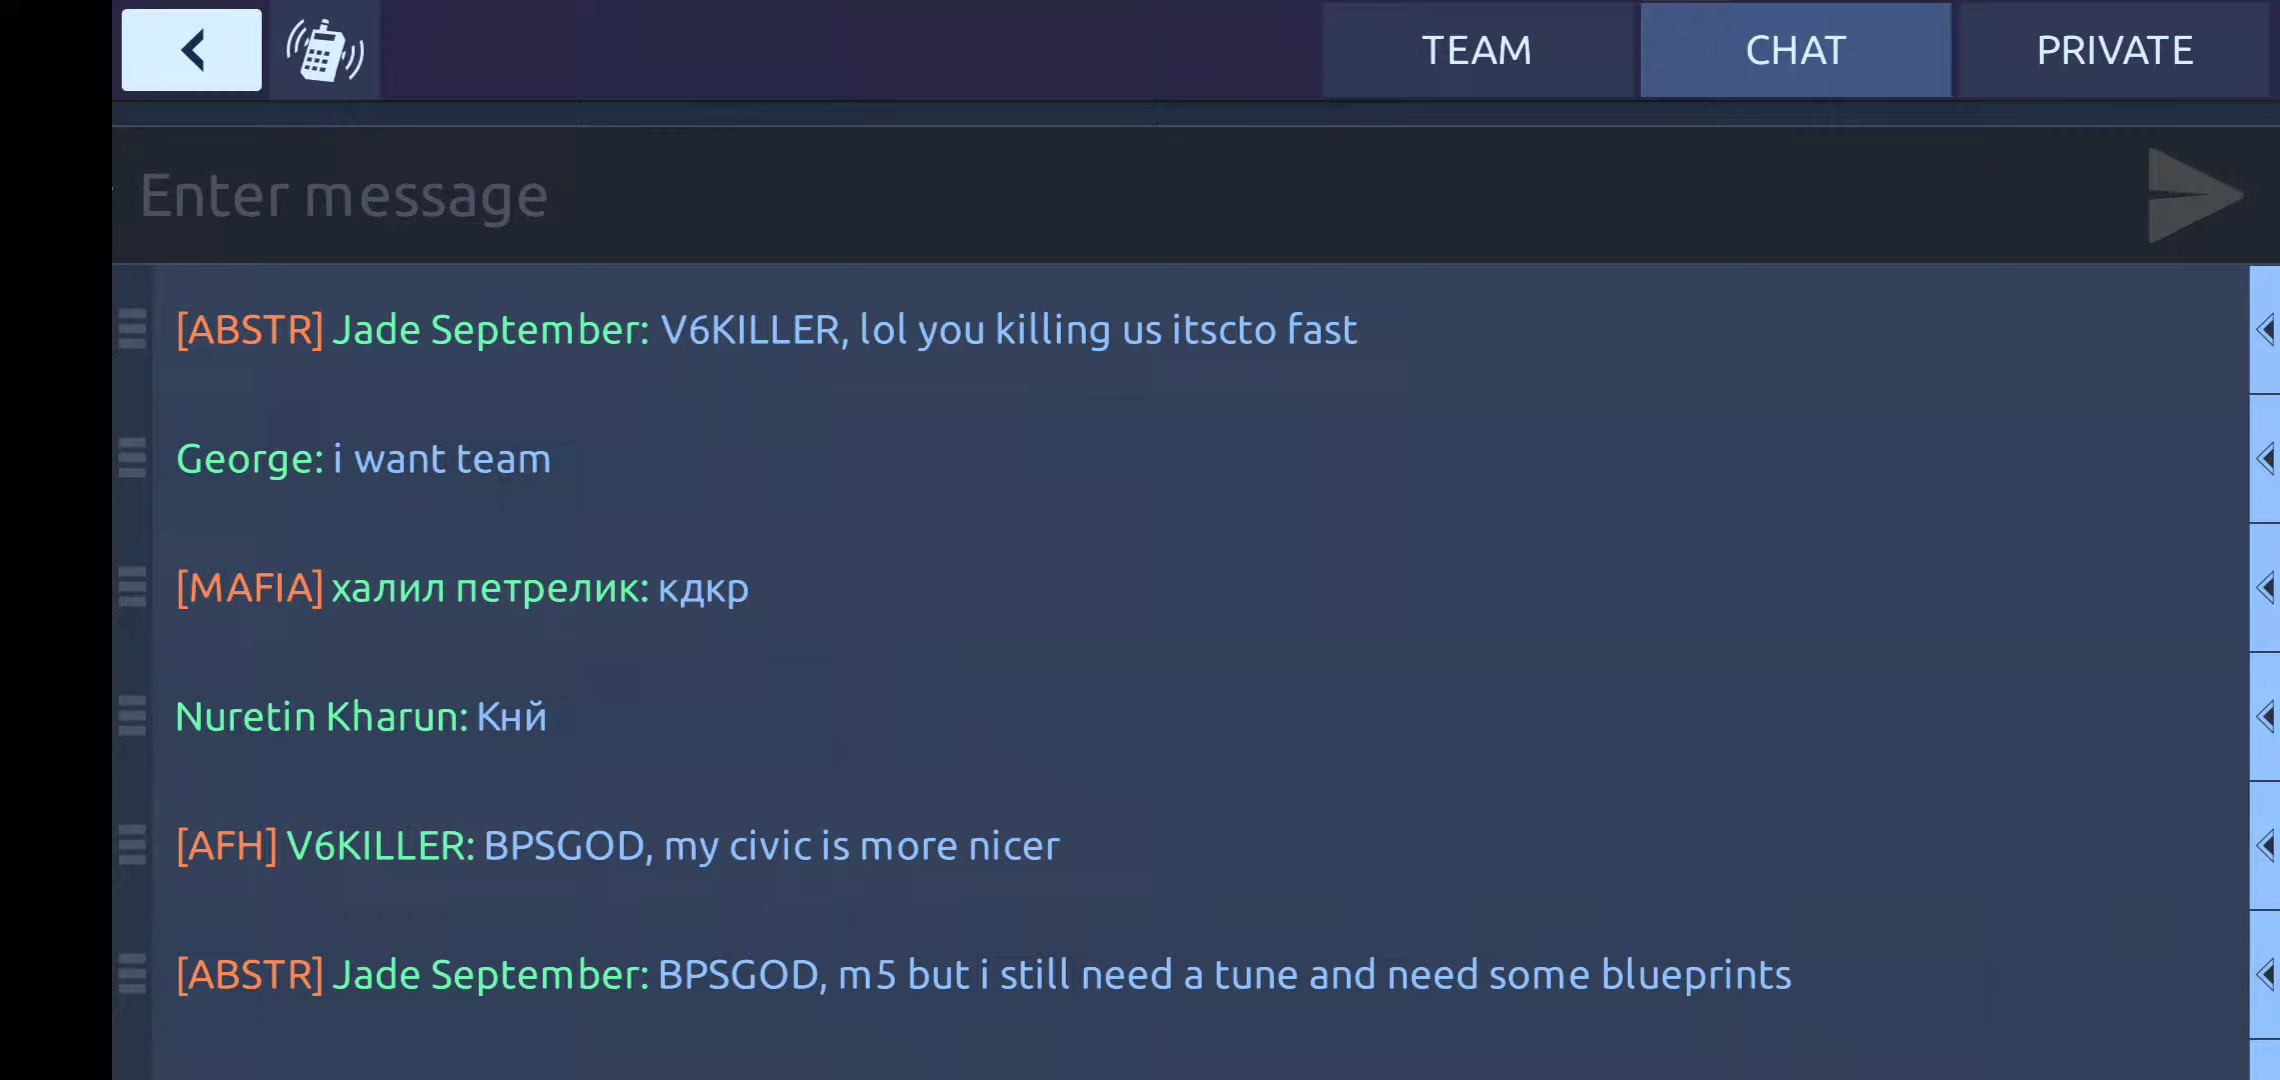 TEAM CHAT PRIVATE
Enter message
[ABSTR] Jade September: V6KILLER, lol you killing us itscto fast
George: i want team
[MAFIA] халил петрелик: кдкр
Nuretin Kharun: Кнй
[AFH] V6KILLER: BPSGOD, my civic is more nicer
[ABSTR] Jade September: BPSGOD, m5 but i still need a tune and need some blueprints